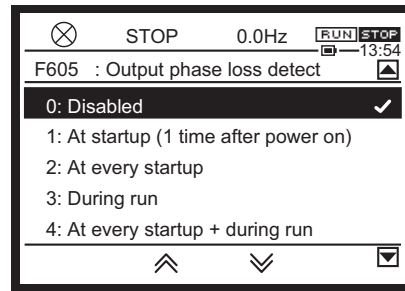 STOP 0.0Hz RUN STOP
13:54
F605 : Output phase loss detect
0: Disabled
1: At startup (1 time after power on)
2: At every startup
3: During run
4: At every startup + during run